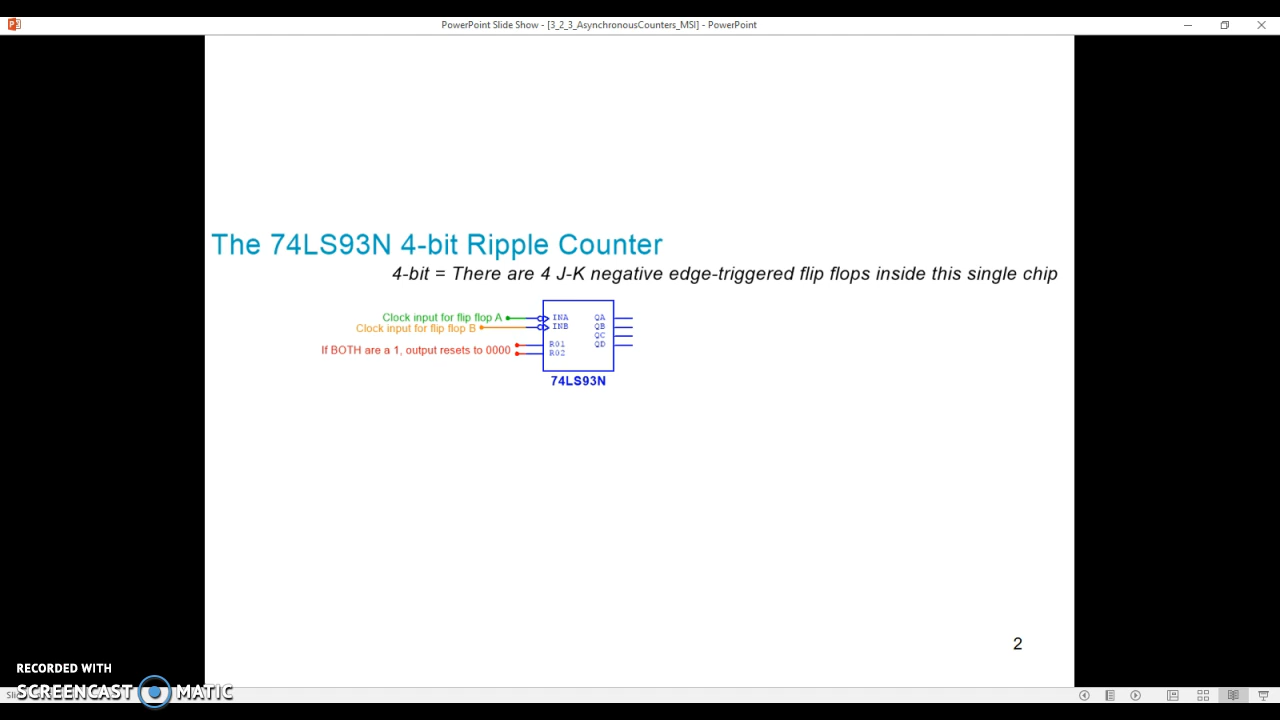 PowerPoint Slide Show - [3_2_3_AsynchronousCounters_MSI] - PowerPoint
The 74LS93N 4-bit Ripple Counter
4-bit = There are 4 J-K negative edge-triggered flip flops inside this single chip
Clock input for flip flop A
Clock input for flip flop B
If BOTH are a 1, output resets to 0000
INA QA
INB QB
QC
R01 QD
R02
74LS93N
2
RECORDED WITH
SCREENCAST MATIC